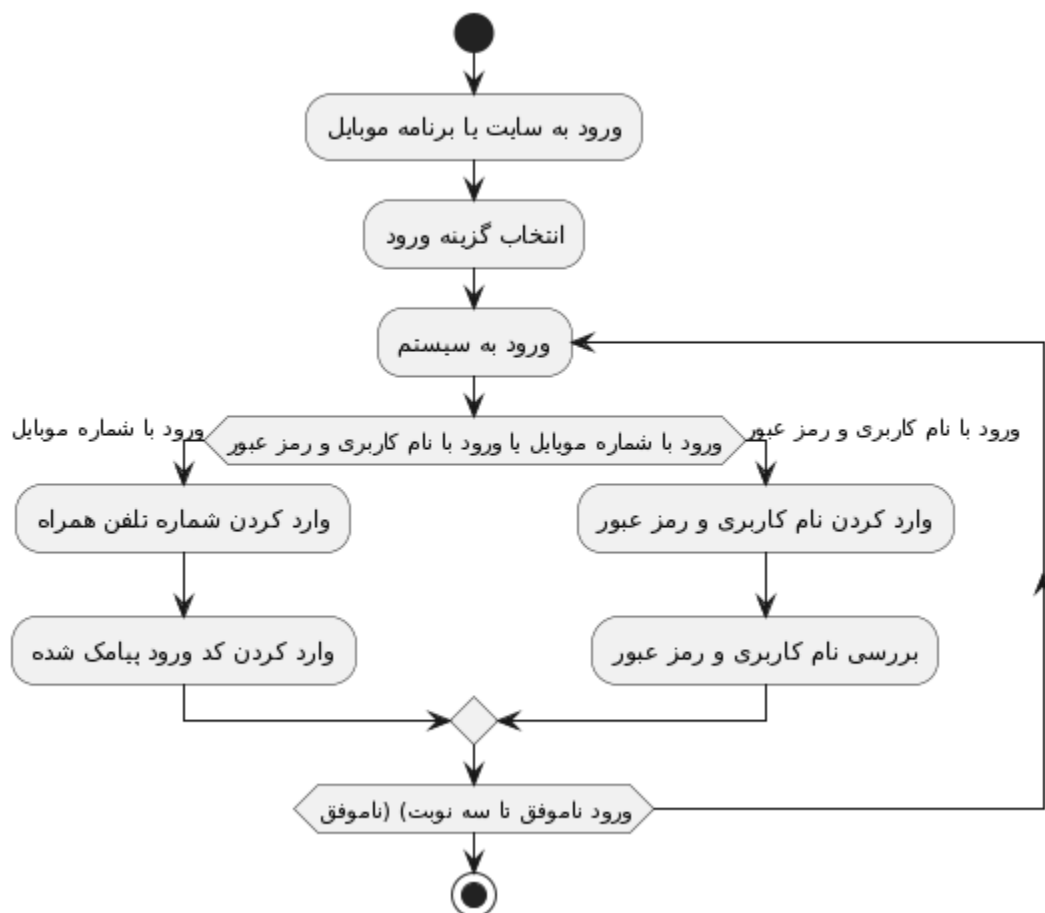 ورود به سایت یا برنامه موبایل
انتخاب گزینه ورود
ورود به سیستم
ورود با شماره موبایل
ورود با شماره موبایل یا ورود با نام کاربری و رمز عبور
ورود با نام کاربری و رمز عبور
وارد کردن شماره تلفن همراه
وارد کردن نام کاربری و رمز عبور
وارد کردن کد ورود پیامک شده
بررسی نام کاربری و رمز عبور
ورود ناموفق تا سه نوبت) (ناموفق